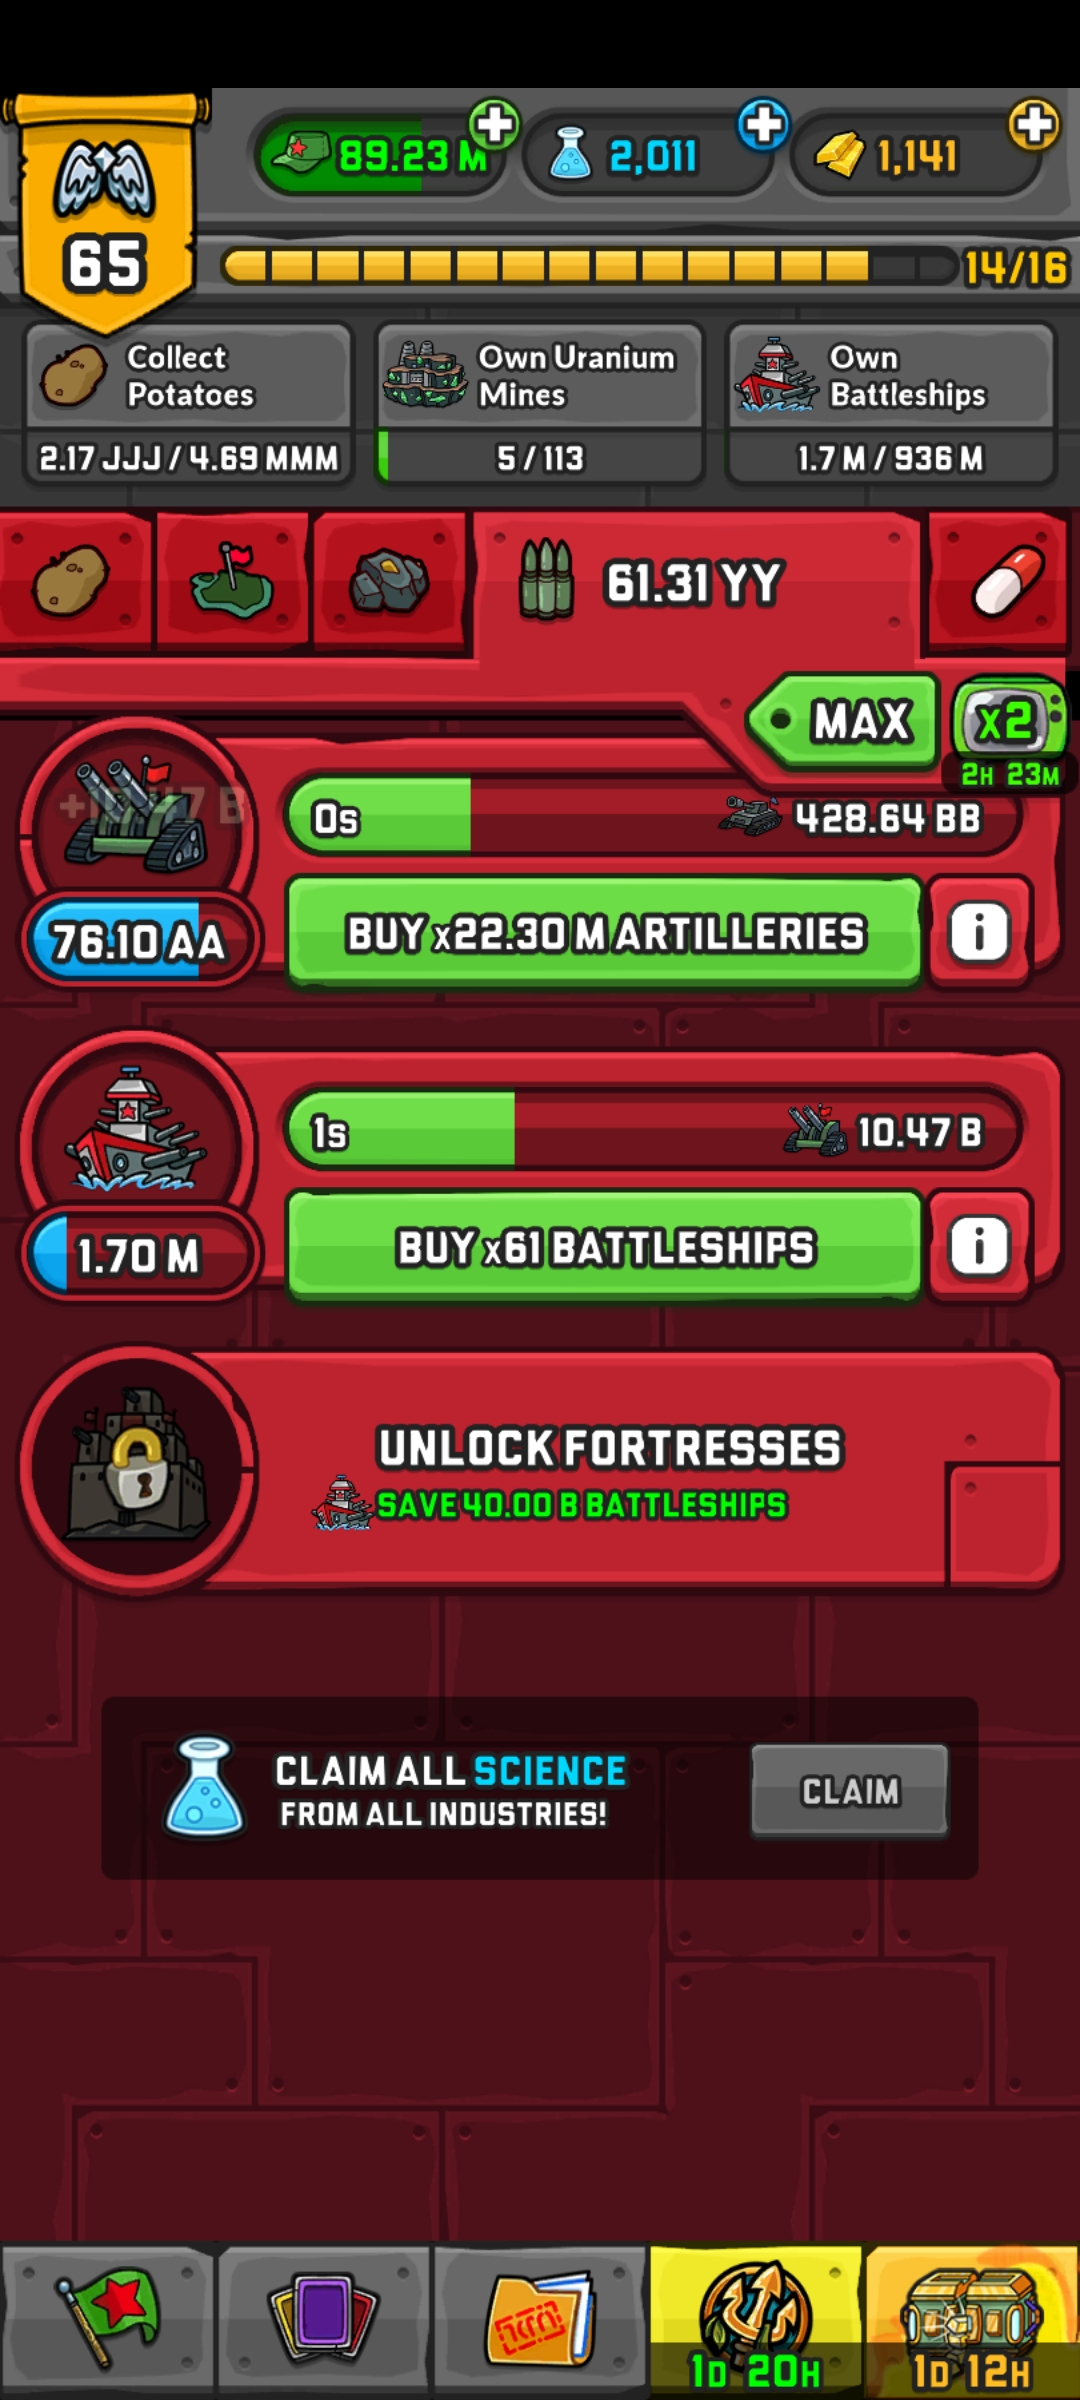 89.23 M
2,011
1,141
65
14/16
Collect
Potatoes
Own Uranium
Mines
Own
Battleships
2.17 JJJ / 4.69 MMM
5 / 113
1.7 M / 936 M
61.31 YY
MAX
x2
2H 23M
0s
428.64 BB
76.10 AA
BUY x22.30 M ARTILLERIES
i
1s
10.47 B
1.70 M
BUY x61 BATTLESHIPS
i
UNLOCK FORTRESSES
SAVE 40.00 B BATTLESHIPS
CLAIM ALL SCIENCE
FROM ALL INDUSTRIES!
CLAIM
1D 20H
1D 12H